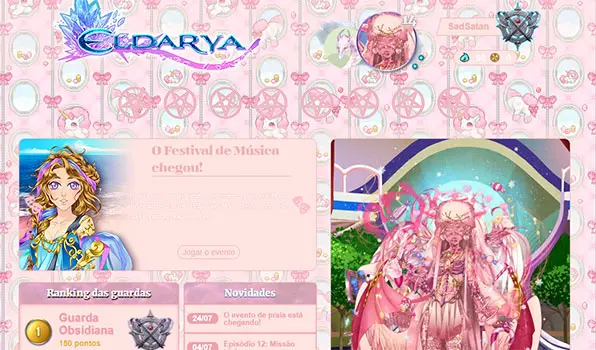 ELDARYA
SadSatan
O Festival de Música
chegou!
Jogar o evento
Ranking das guardas
1
Guarda
Obsidiana
150 pontos
Novidades
24/07
O evento de praia está
chegando!
04/07
Episódio 12: Missão